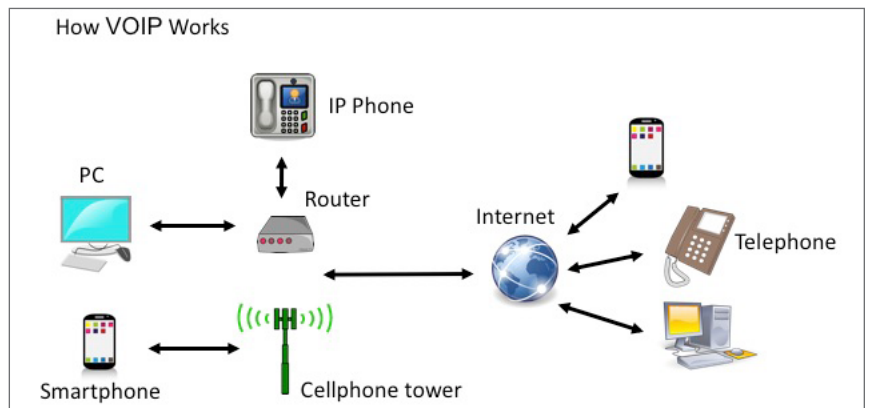 How VOIP Works
IP Phone
PC
Router
Internet
Telephone
Smartphone
Cellphone tower